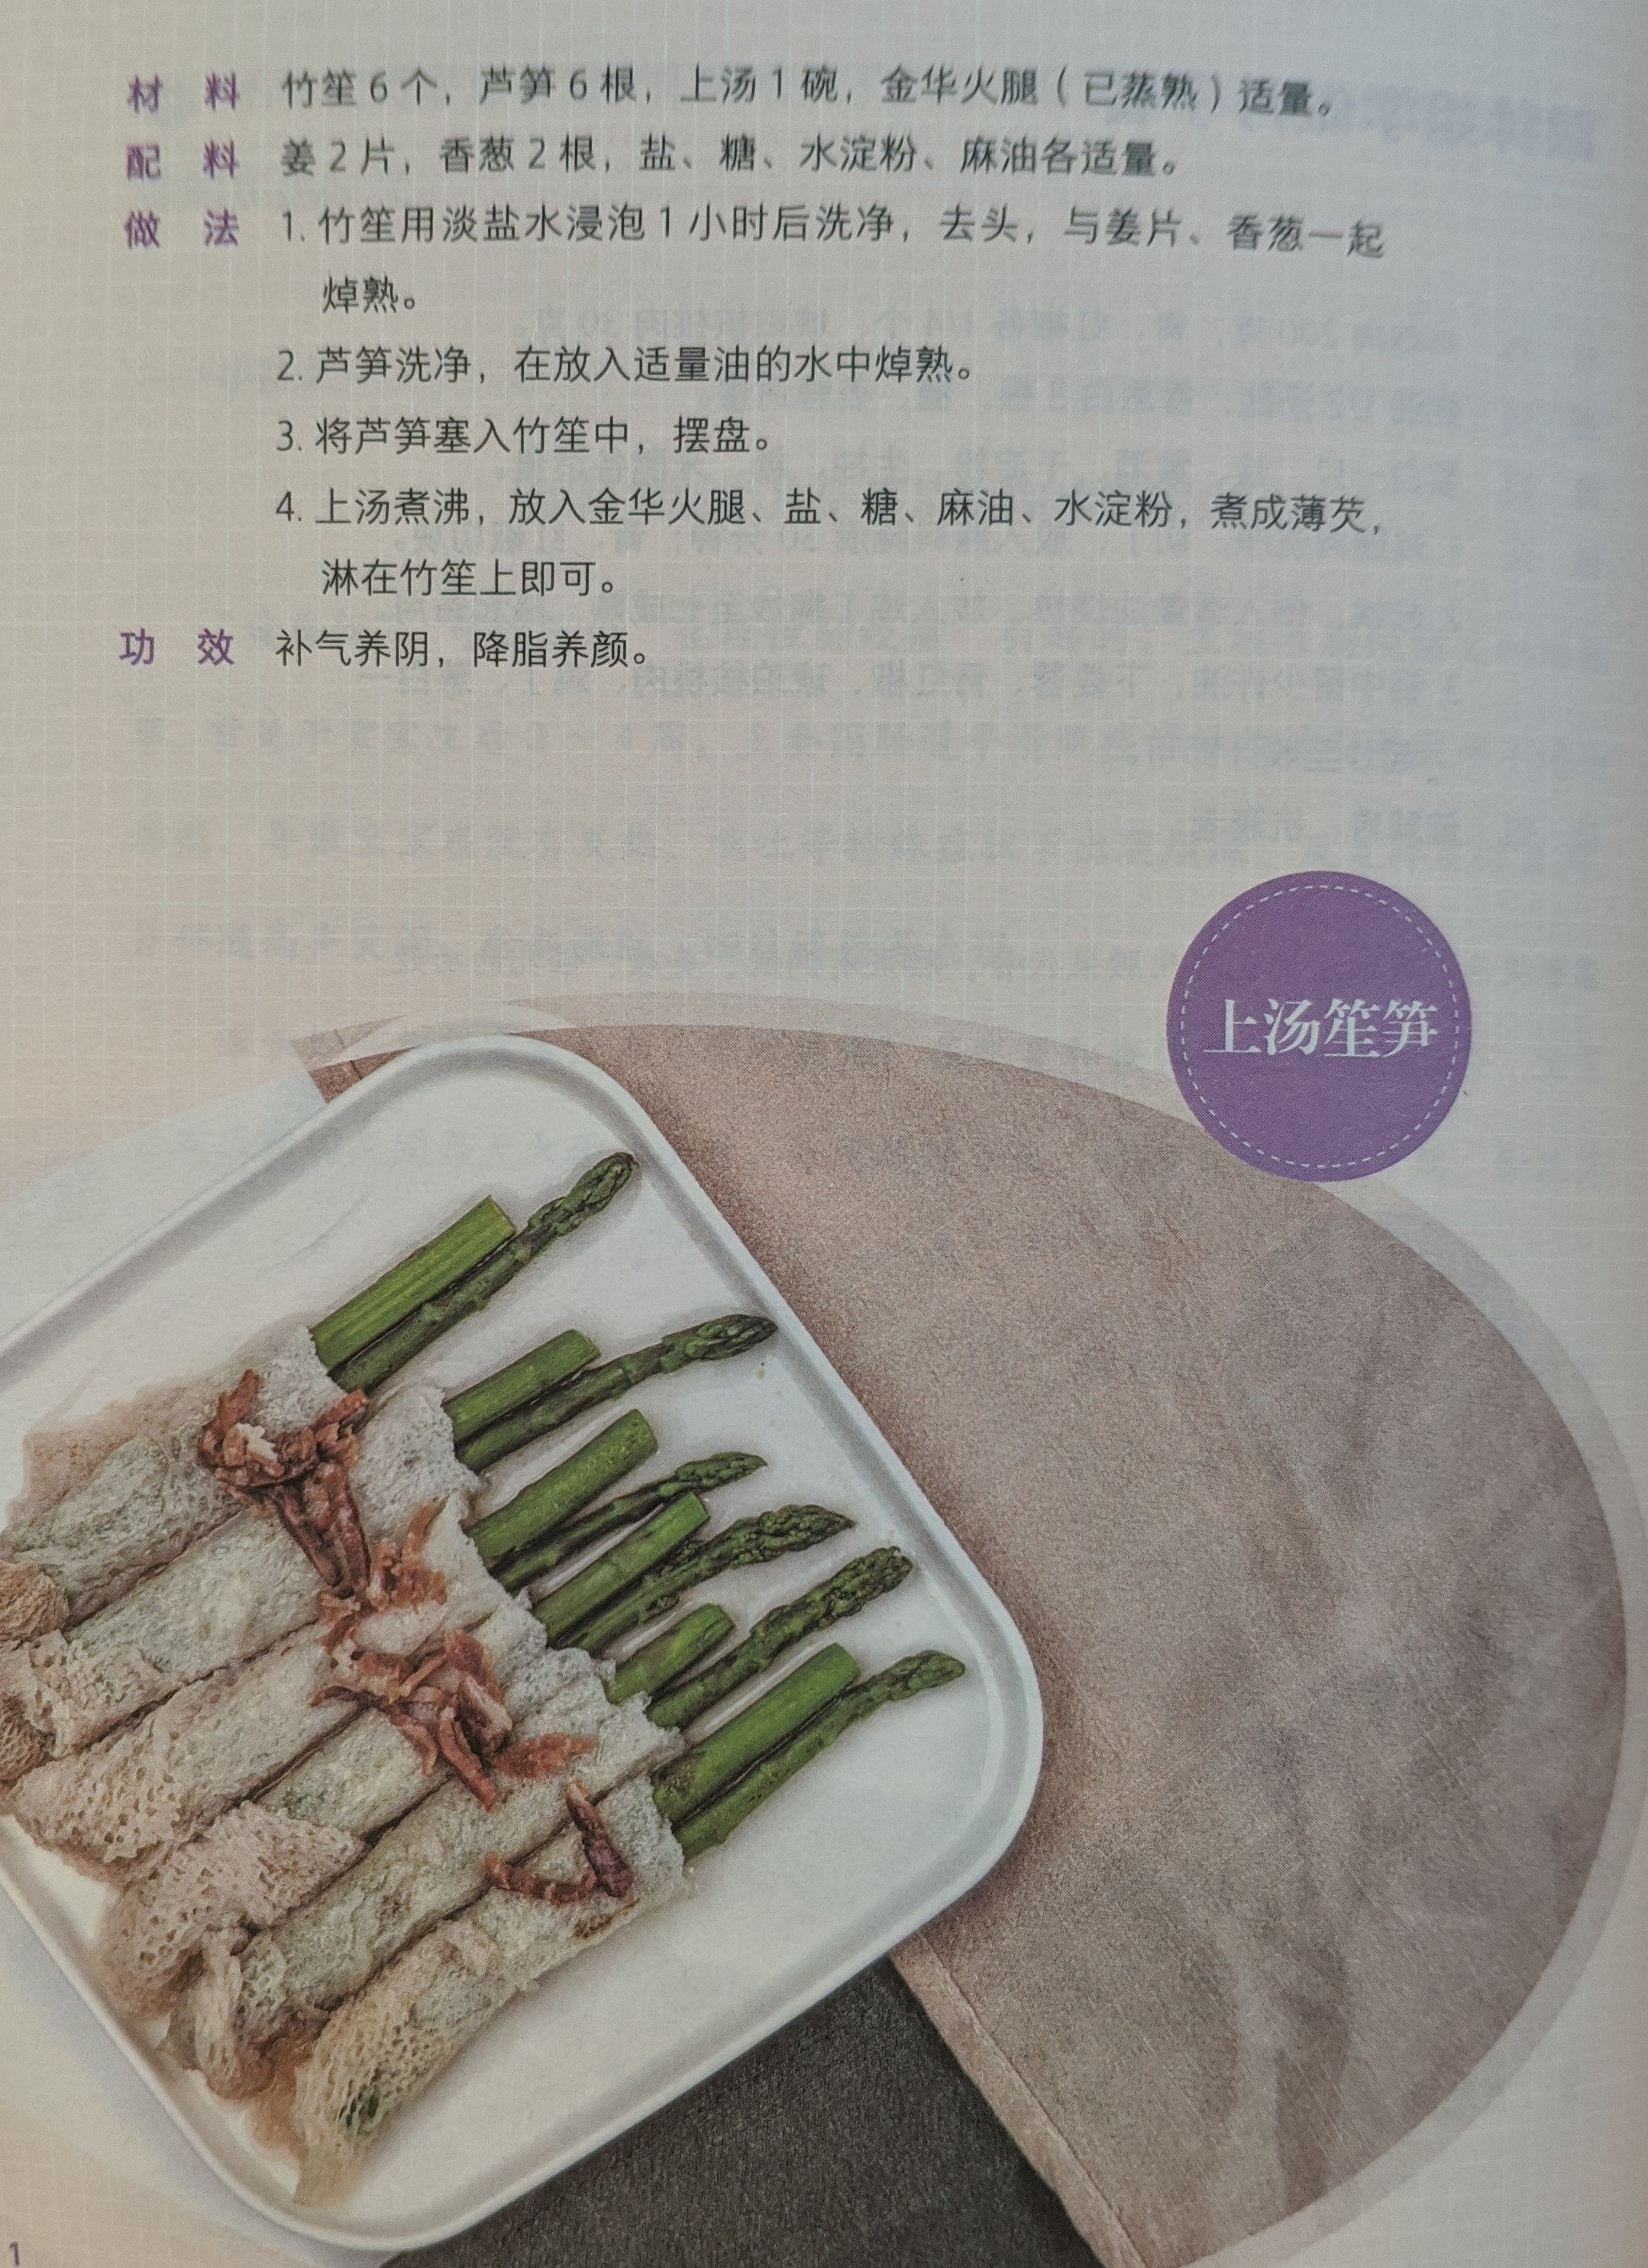 材 料 竹笙 6 个，芦笋 6 根，上汤 1 碗，金华火腿（已蒸熟）适量。
配 料 姜 2 片，香葱 2 根，盐、糖、水淀粉、麻油各适量。
做 法 1. 竹笙用淡盐水浸泡 1 小时后洗净，去头，与姜片、香葱一起
焯熟。
2. 芦笋洗净，在放入适量油的水中焯熟。
3. 将芦笋塞入竹笙中，摆盘。
4. 上汤煮沸，放入金华火腿、盐、糖、麻油、水淀粉，煮成薄芡，
淋在竹笙上即可。
功 效 补气养阴，降脂养颜。
上汤笙笋
1